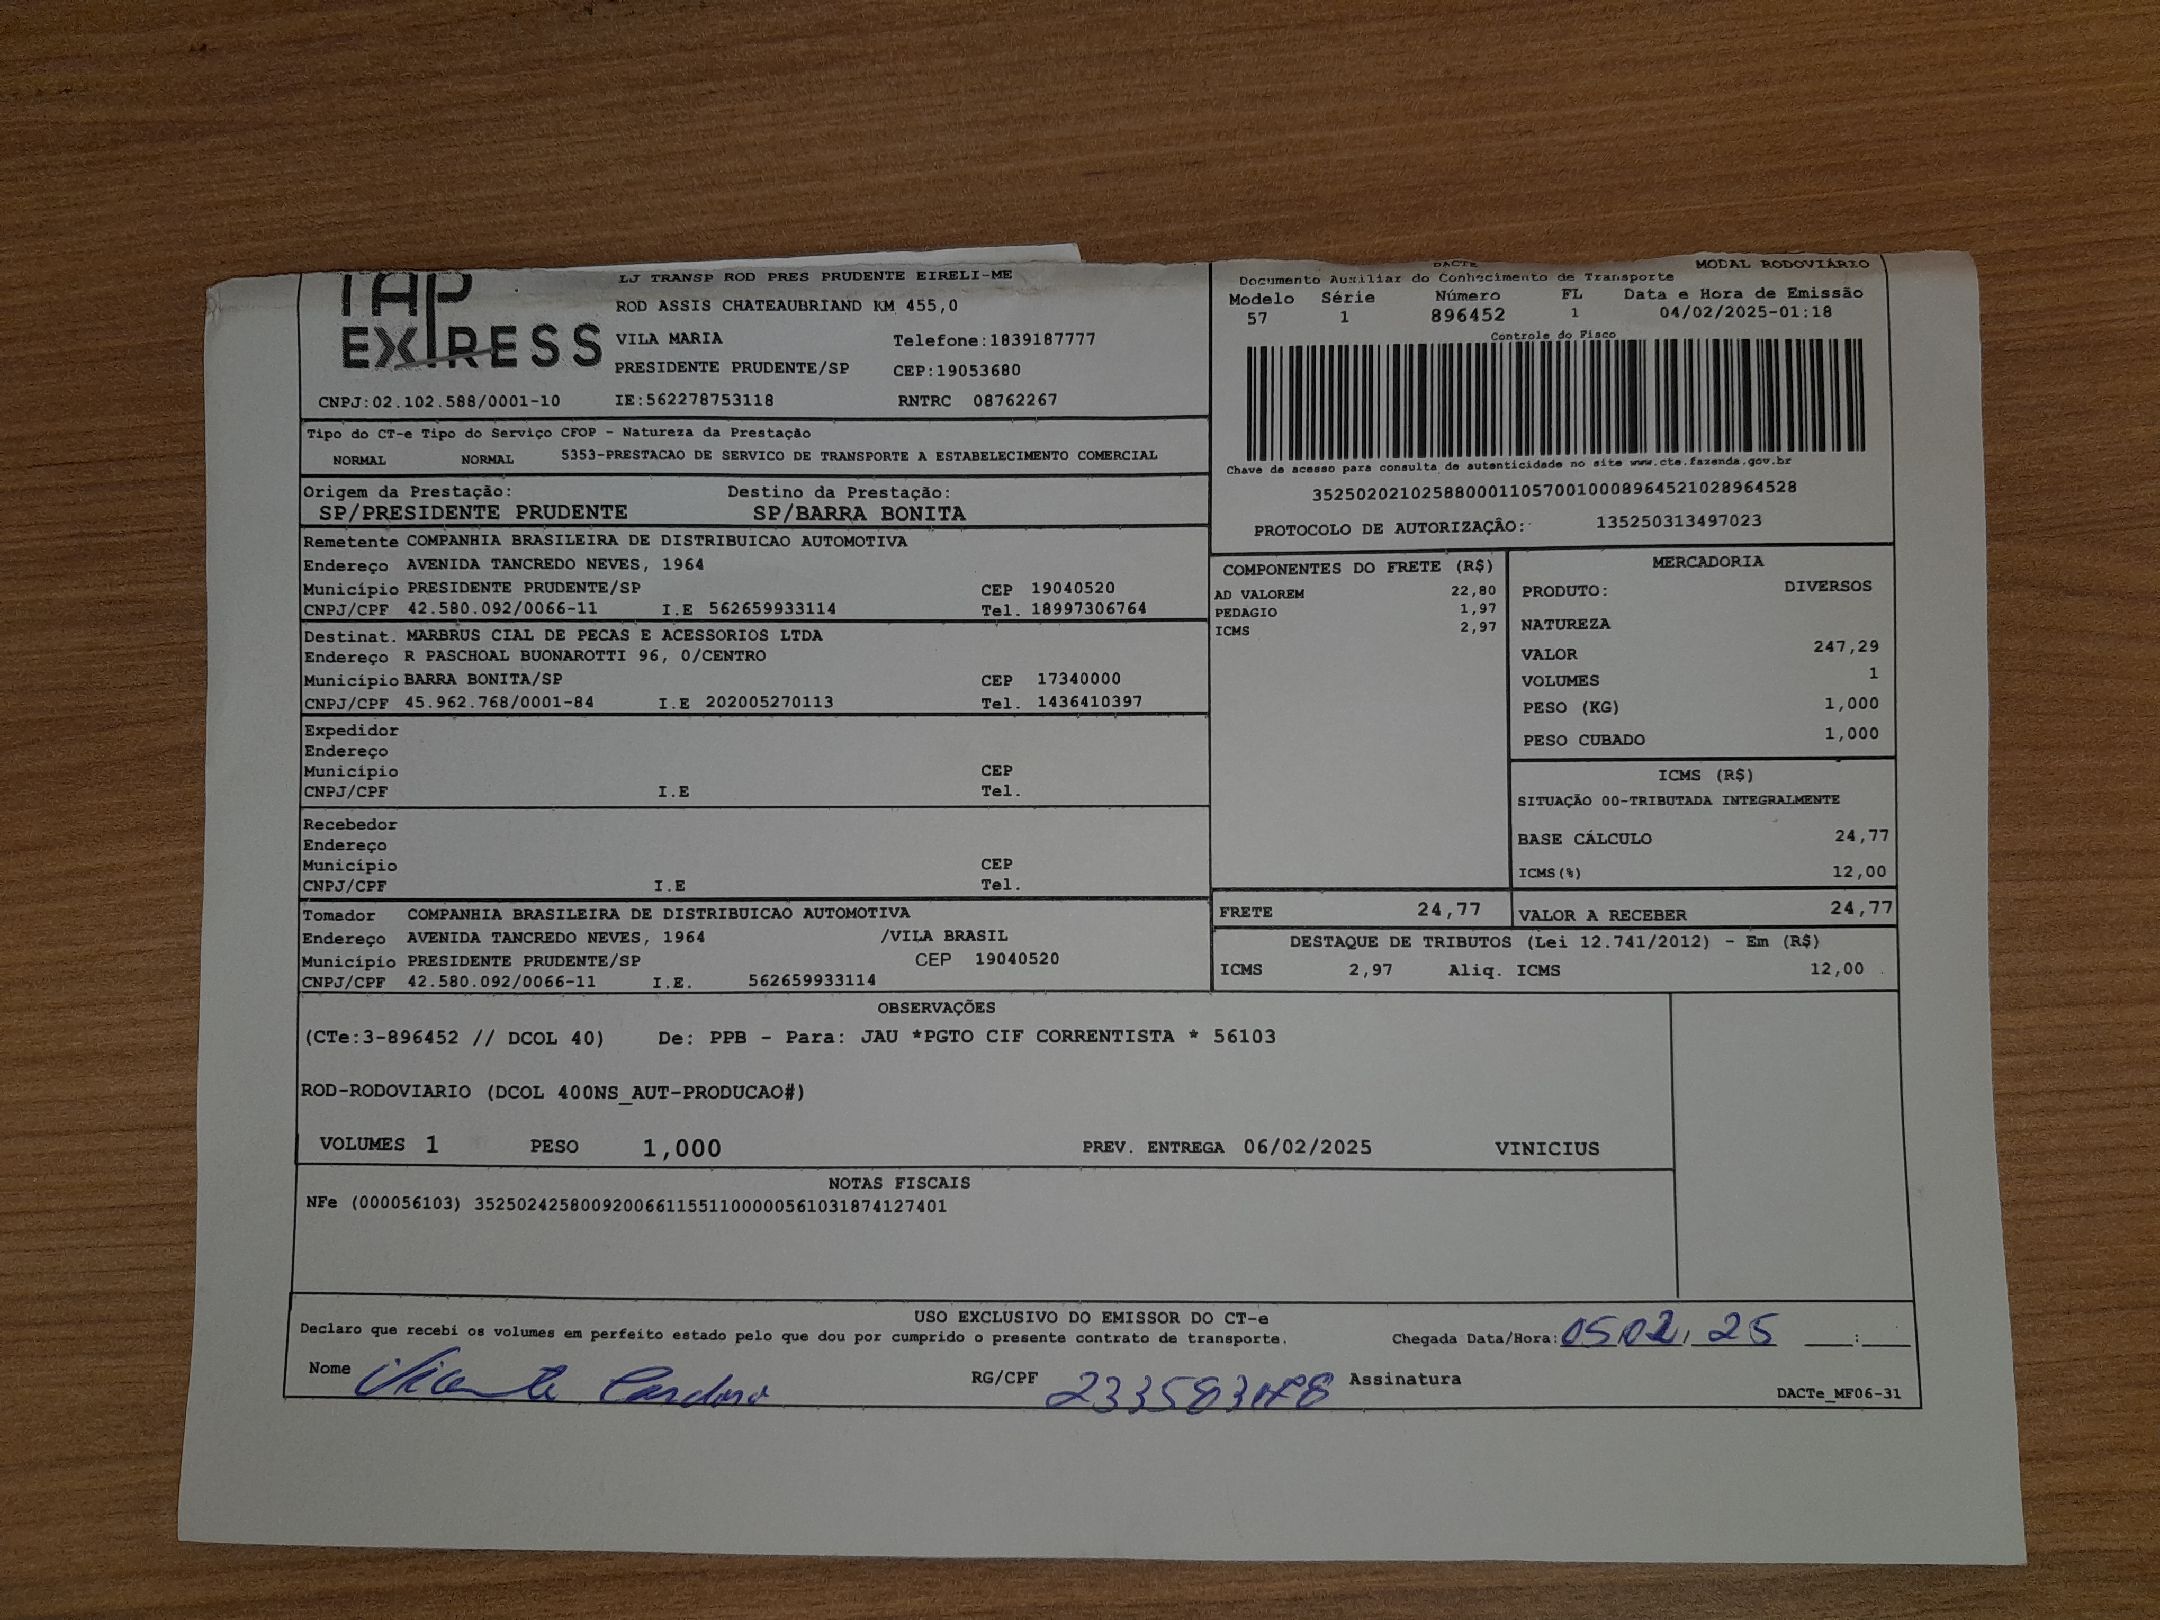 TAP
EXPRESS
LJ TRANSP ROD PRES PRUDENTE EIRELI-ME
ROD ASSIS CHATEAUBRIAND KM 455,0
VILA MARIA Telefone:1839187777
PRESIDENTE PRUDENTE/SP CEP:19053680
CNPJ:02.102.588/0001-10 IE:562278753118 RNTRC 08762267
DACTE MODAL RODOVIÁRIO
Documento Auxiliar do Conhecimento de Transporte
Modelo Série Número FL Data e Hora de Emissão
57 1 896452 1 04/02/2025-01:18
Controle do Fisco
Chave de acesso para consulta de autenticidade no site www.cte.fazenda.gov.br
35250202102588000110570010008964521028964528
PROTOCOLO DE AUTORIZAÇÂO: 135250313497023
Tipo do CT-e Tipo do Serviço CFOP - Natureza da Prestação
NORMAL NORMAL 5353-PRESTACAO DE SERVICO DE TRANSPORTE A ESTABELECIMENTO COMERCIAL
Origem da Prestação: Destino da Prestação:
SP/PRESIDENTE PRUDENTE SP/BARRA BONITA
Remetente COMPANHIA BRASILEIRA DE DISTRIBUICAO AUTOMOTIVA
Endereço AVENIDA TANCREDO NEVES, 1964
Município PRESIDENTE PRUDENTE/SP CEP 19040520
CNPJ/CPF 42.580.092/0066-11 I.E 562659933114 Tel. 18997306764
Destinat. MARBRUS CIAL DE PECAS E ACESSORIOS LTDA
Endereço R PASCHOAL BUONAROTTI 96, 0/CENTRO
Município BARRA BONITA/SP CEP 17340000
CNPJ/CPF 45.962.768/0001-84 I.E 202005270113 Tel. 1436410397
Expedidor
Endereço
Município CEP
CNPJ/CPF I.E Tel.
Recebedor
Endereço
Município CEP
CNPJ/CPF I.E Tel.
Tomador COMPANHIA BRASILEIRA DE DISTRIBUICAO AUTOMOTIVA
Endereço AVENIDA TANCREDO NEVES, 1964 /VILA BRASIL
Município PRESIDENTE PRUDENTE/SP CEP 19040520
CNPJ/CPF 42.580.092/0066-11 I.E. 562659933114
COMPONENTES DO FRETE (R$)
AD VALOREM 22,80
PEDAGIO 1,97
ICMS 2,97
MERCADORIA
PRODUTO: DIVERSOS
NATUREZA
VALOR 247,29
VOLUMES 1
PESO (KG) 1,000
PESO CUBADO 1,000
ICMS (R$)
SITUAÇÃO 00-TRIBUTADA INTEGRALMENTE
BASE CÁLCULO 24,77
ICMS(%) 12,00
FRETE 24,77 VALOR A RECEBER 24,77
DESTAQUE DE TRIBUTOS (Lei 12.741/2012) - Em (R$)
ICMS 2,97 Aliq. ICMS 12,00
OBSERVAÇÕES
(CTe:3-896452 // DCOL 40) De: PPB - Para: JAU *PGTO CIF CORRENTISTA * 56103
ROD-RODOVIARIO (DCOL 400NS_AUT-PRODUCAO#)
VOLUMES 1 PESO 1,000 PREV. ENTREGA 06/02/2025 VINICIUS
NOTAS FISCAIS
NFe (000056103) 35250242580092006611551100000561031874127401
USO EXCLUSIVO DO EMISSOR DO CT-e
Declaro que recebi os volumes em perfeito estado pelo que dou por cumprido o presente contrato de transporte. Chegada Data/Hora: 05 02 25 :
Nome Vicente Cardoso RG/CPF Assinatura
DACTe_MF06-31